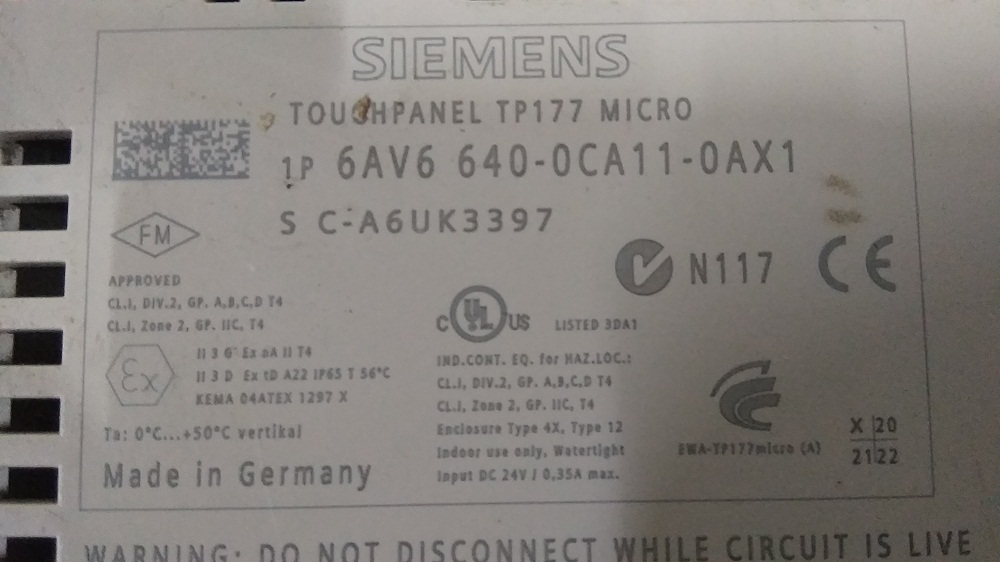 SIEMENS
TOUCHPANEL TP177 MICRO
1P 6AV6 640-0CA11-0AX1
S C-A6UK3397
FM
N117 CE
APPROVED
CL.I, DIV.2, GP. A,B,C,D T4
CL.I, Zone 2, GP. IIC, T4
C UL US LISTED 3DA1
Ex
II 3 G Ex nA II T4
II 3 D Ex tD A22 IP65 T 56°C
KEMA 04ATEX 1297 X
IND.CONT. EQ. for HAZ.LOC.:
CL.I, DIV.2, GP. A,B,C,D T4
CL.I, Zone 2, GP. IIC, T4
Enclosure Type 4X, Type 12
Indoor use only, Watertight
Input DC 24V / 0,35A max.
Ta: 0°C...+50°C vertikal
Made in Germany
EWA-TP177micro (A)
X 20
21 22
WARNING: DO NOT DISCONNECT WHILE CIRCUIT IS LIVE